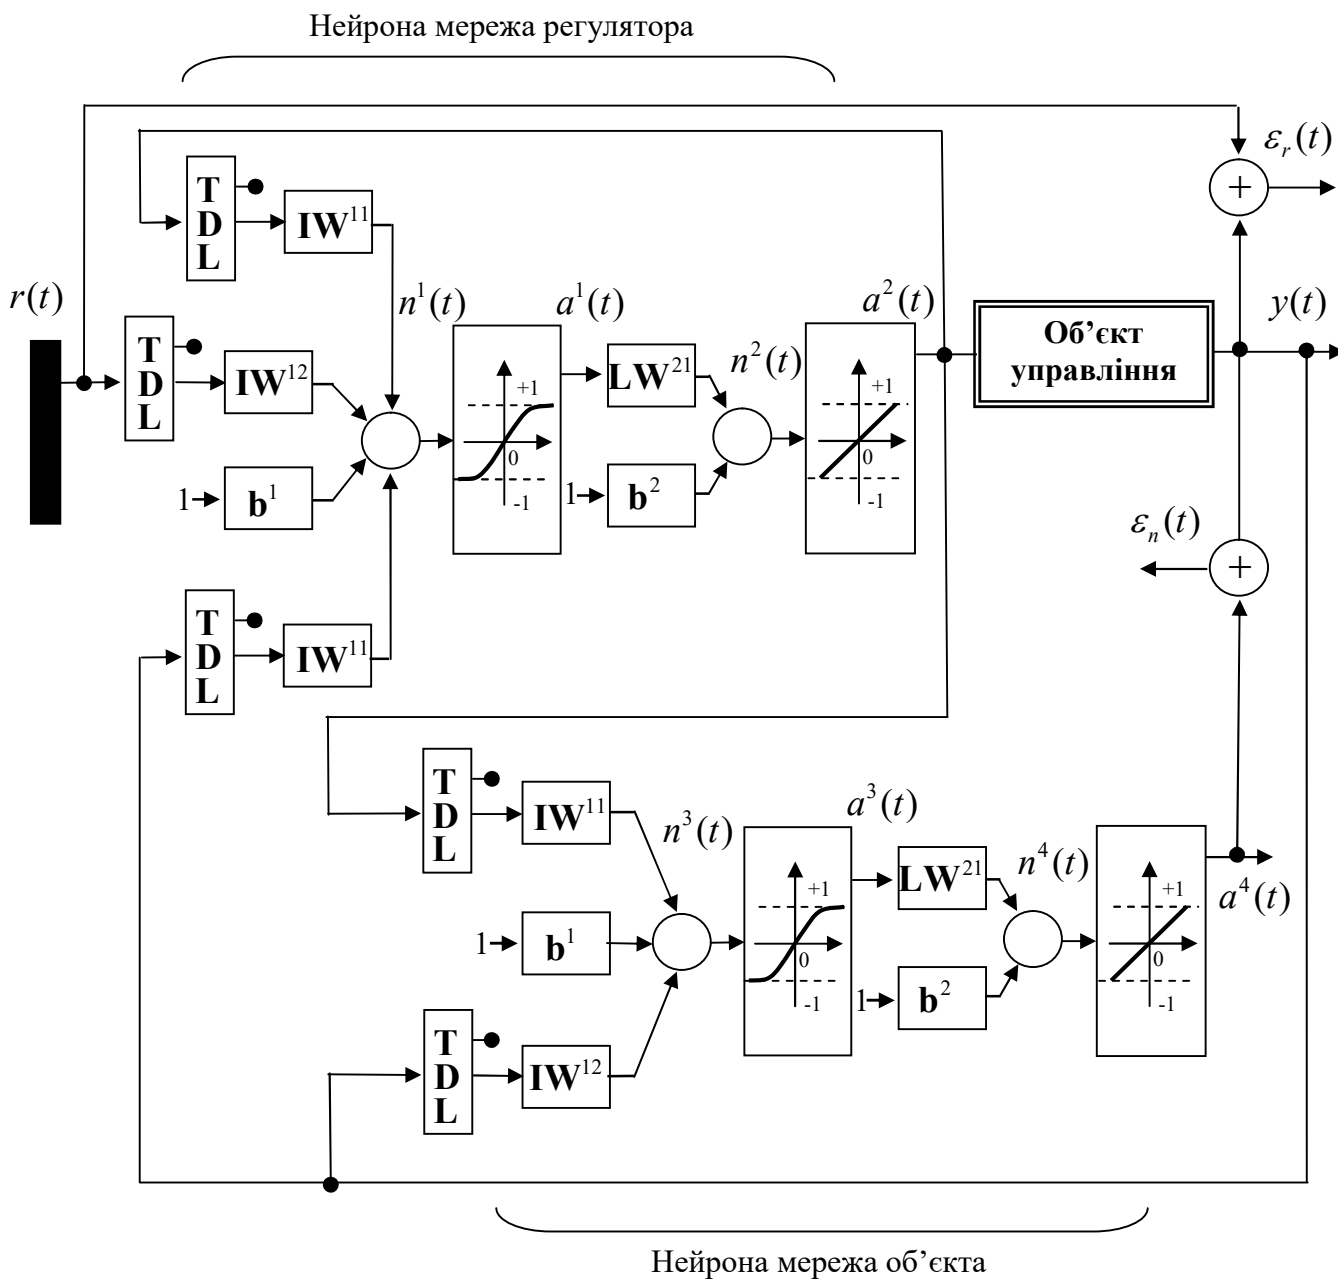 Нейрона мережа регулятора
ε_r(t)
T
D
L
IW^11
r(t)
n^1(t)
a^1(t)
a^2(t)
y(t)
T
D
L
IW^12
+1
0
-1
LW^21
n^2(t)
+1
0
-1
Об’єкт
управління
+
1
b^1
1
b^2
ε_n(t)
+
T
D
L
IW^11
T
D
L
IW^11
n^3(t)
a^3(t)
+1
0
-1
LW^21
n^4(t)
+1
0
-1
a^4(t)
1
b^1
1
b^2
T
D
L
IW^12
Нейрона мережа об’єкта